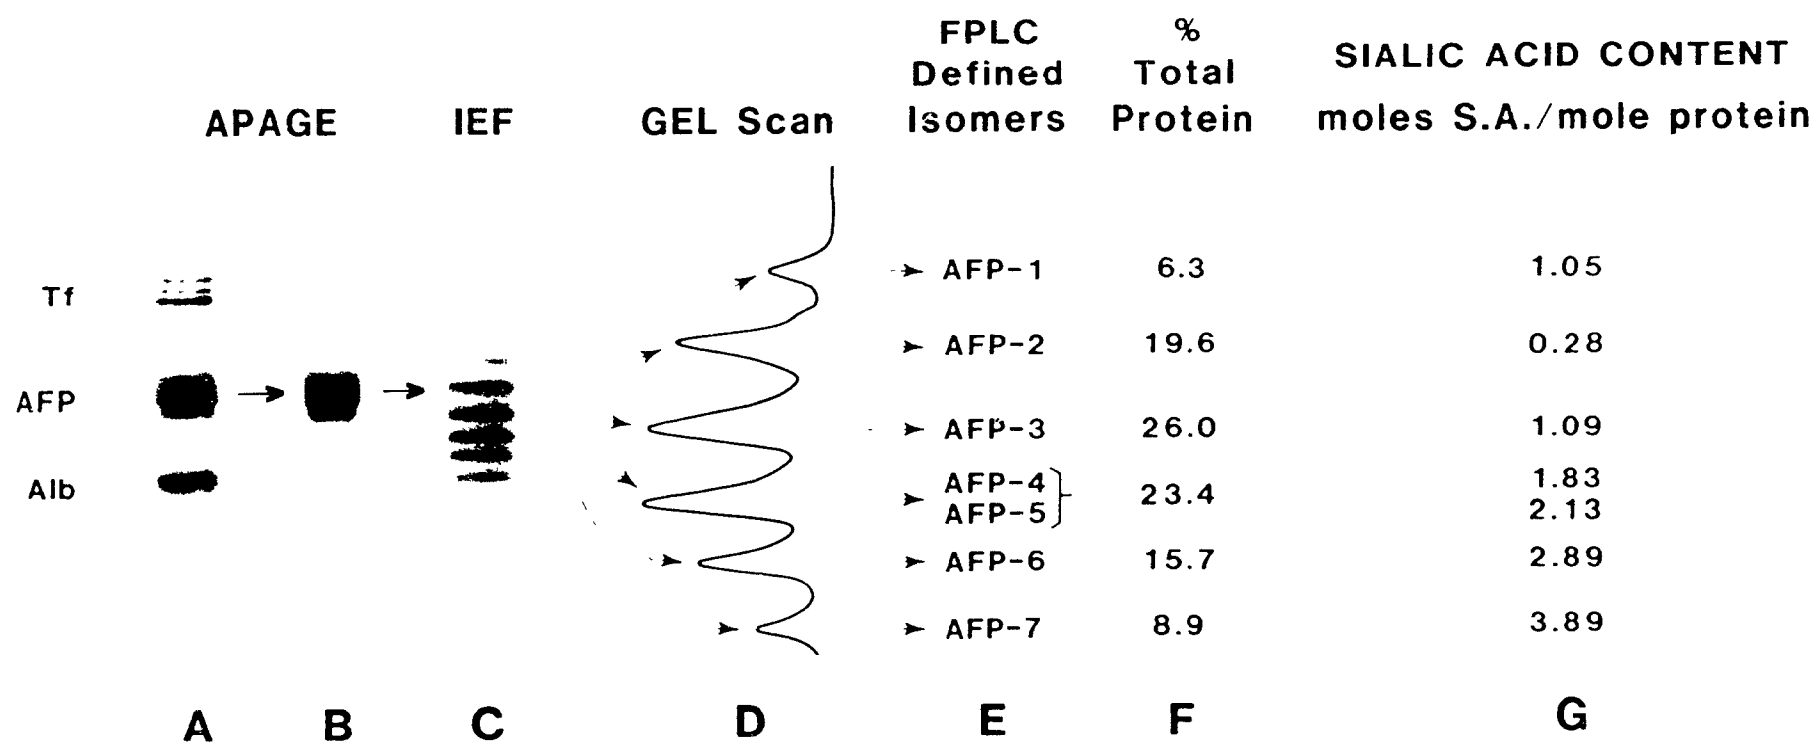 FPLC
Defined
Isomers
%
Total
Protein
SIALIC ACID CONTENT
moles S.A./mole protein
APAGE
IEF
GEL Scan
Tf
AFP
Alb
AFP-1 6.3 1.05
AFP-2 19.6 0.28
AFP-3 26.0 1.09
AFP-4 1.83
23.4
AFP-5 2.13
AFP-6 15.7 2.89
AFP-7 8.9 3.89
A B C D E F G